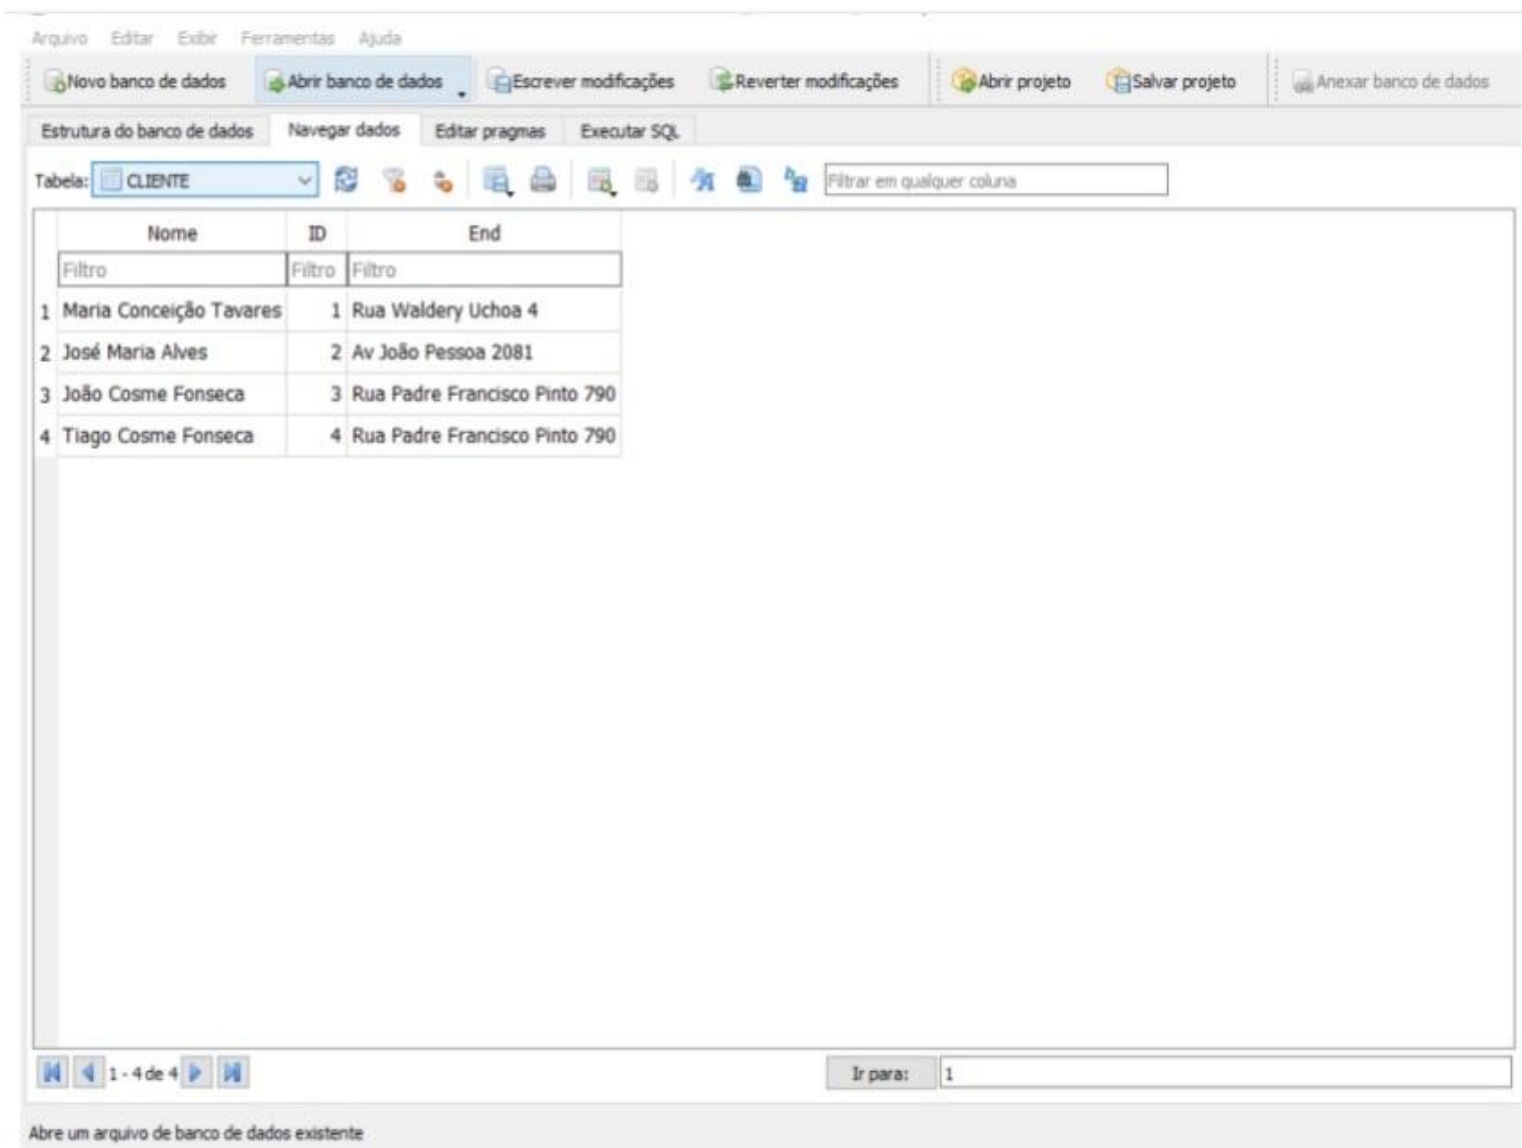 Arquivo Editar Exibir Ferramentas Ajuda
Novo banco de dados Abrir banco de dados Escrever modificações Reverter modificações Abrir projeto Salvar projeto Anexar banco de dados
Estrutura do banco de dados Navegar dados Editar pragmas Executar SQL
Tabela: CLIENTE Filtrar em qualquer coluna
Nome ID End
Filtro Filtro Filtro
1 Maria Conceição Tavares 1 Rua Waldery Uchoa 4
2 José Maria Alves 2 Av João Pessoa 2081
3 João Cosme Fonseca 3 Rua Padre Francisco Pinto 790
4 Tiago Cosme Fonseca 4 Rua Padre Francisco Pinto 790
1 - 4 de 4 Ir para: 1
Abre um arquivo de banco de dados existente